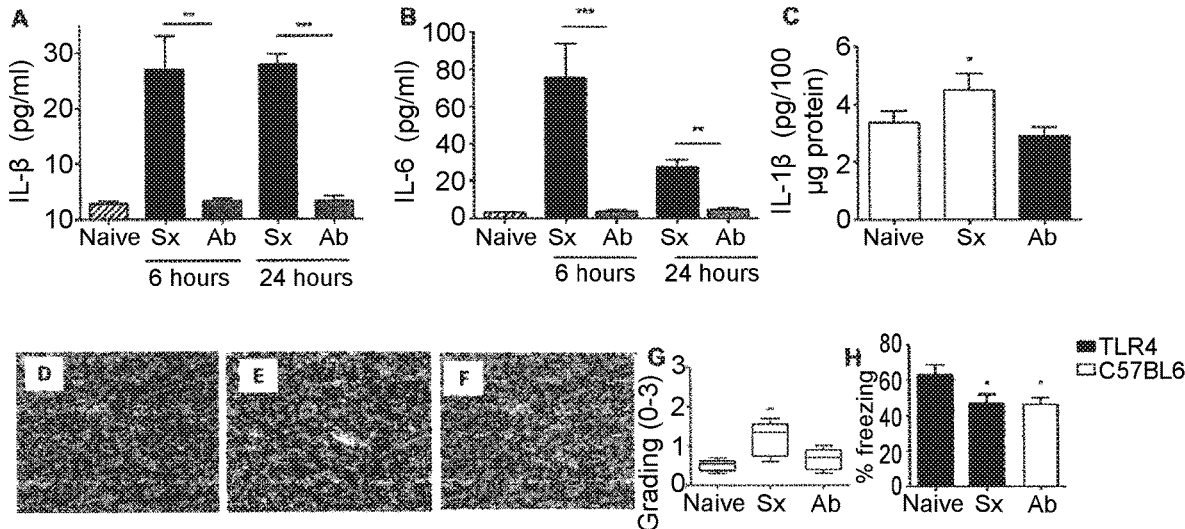 A
IL-β (pg/ml)
30
20
10
10
Naive Sx Ab Sx Ab
6 hours 24 hours
**
***
B
IL-6 (pg/ml)
100
80
60
40
20
0
Naive Sx Ab Sx Ab
6 hours 24 hours
***
**
C
IL-1β (pg/100
µg protein)
6
4
2
0
*
Naive Sx Ab
D
E
F
G
Grading (0-3)
3
2
1
0
*
Naive Sx Ab
H
% freezing
80
60
40
20
0
*
*
Naive Sx Ab
TLR4
C57BL6